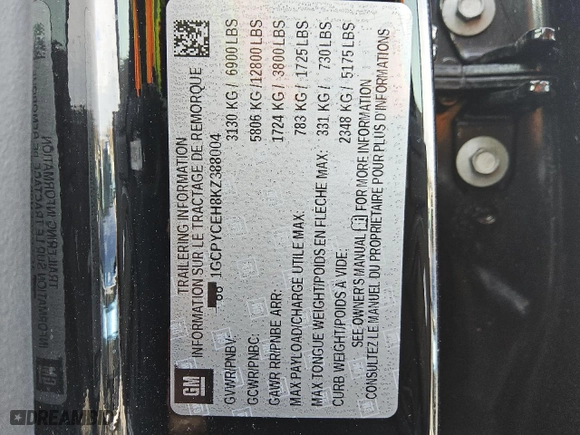 TRAILERING INFORMATION
INFORMATION SUR LE TRACTAGE DE REMORQUE
1GCPYCEH8KZ388004
GM
GVWR/PNBV: 3130 KG / 6900 LBS
GCWR/PNBC: 5806 KG /12800 LBS
GAWR RR/PNBE ARR: 1724 KG / 3800 LBS
MAX PAYLOAD/CHARGE UTILE MAX: 783 KG / 1725 LBS
MAX TONGUE WEIGHT/POIDS EN FLÈCHE MAX: 331 KG / 730 LBS
CURB WEIGHT/POIDS A VIDE: 2348 KG / 5175 LBS
SEE OWNER'S MANUAL FOR MORE INFORMATION
CONSULTEZ LE MANUEL DU PROPRIETAIRE POUR PLUS D'INFORMATIONS
DREAMBID